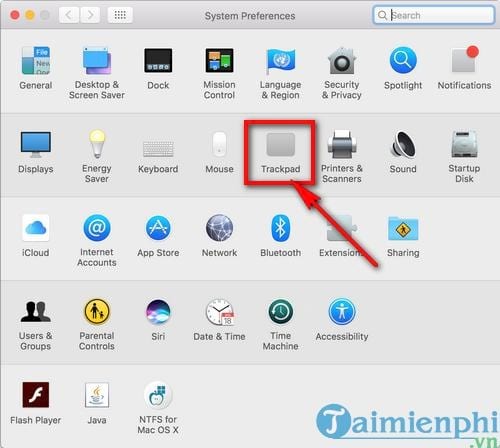 System Preferences
Search
File
New
One
General
Desktop &
Screen Saver
Dock
Mission
Control
Language
& Region
Security
& Privacy
Spotlight
Notifications
Displays
Energy
Saver
Keyboard
Mouse
Trackpad
Printers &
Scanners
Sound
Startup
Disk
iCloud
Internet
Accounts
App Store
Network
Bluetooth
Extensions
Sharing
Users &
Groups
Parental
Controls
Siri
JUL
18
Date & Time
Time
Machine
Accessibility
Flash Player
Java
NTFS for
Mac OS X
Taimienphi
.vn